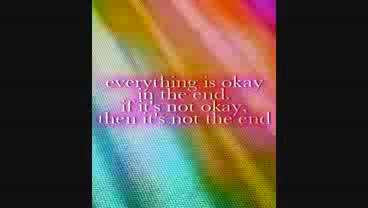 everything is okay
in the end.
if it's not okay,
then it's not the end